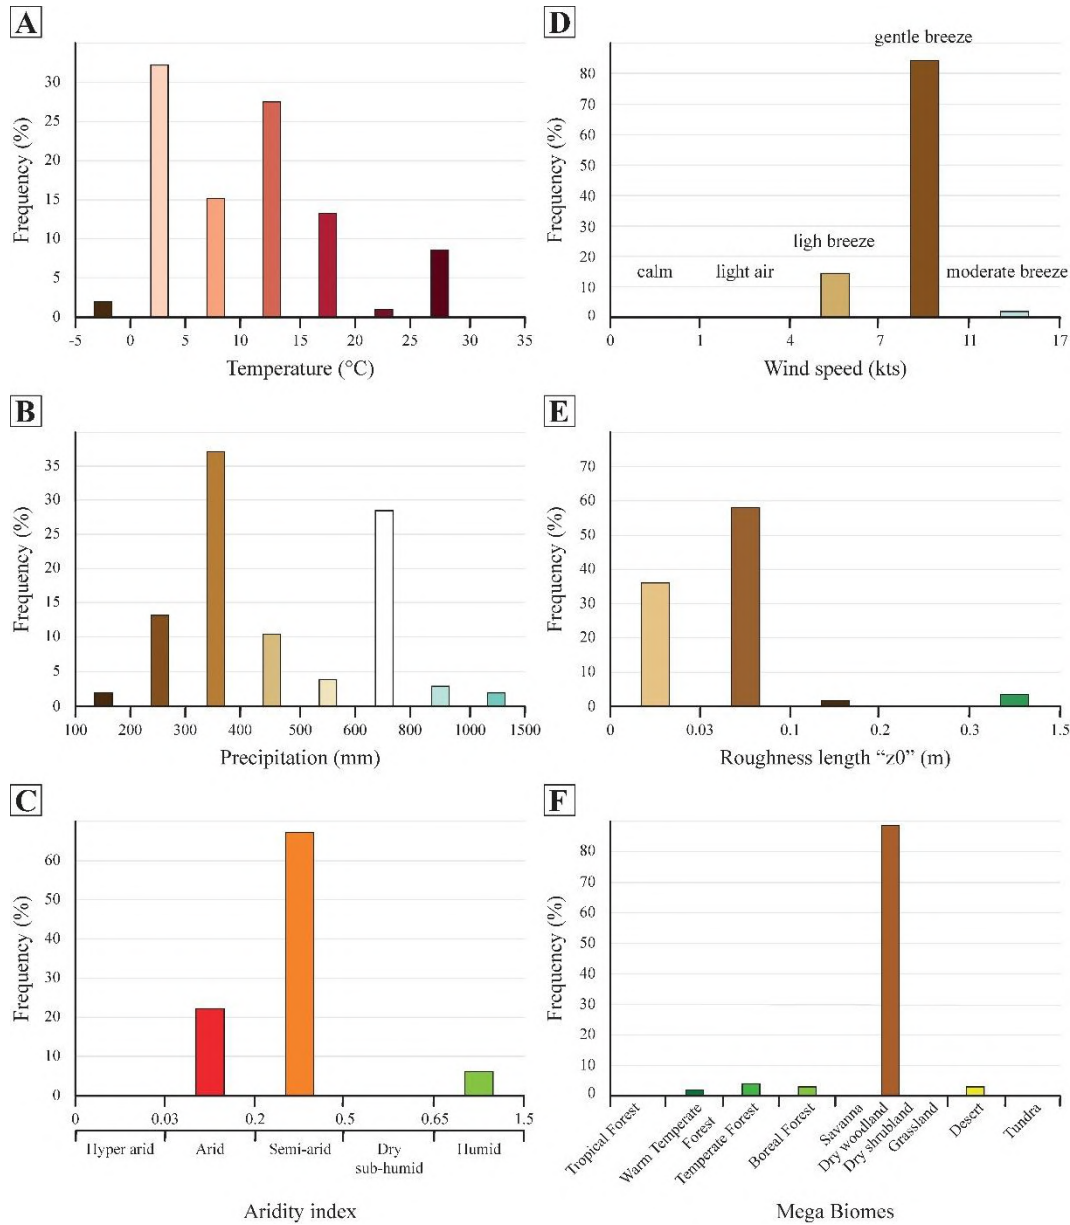 A
Frequency (%)
30
25
20
15
10
5
0
-5 0 5 10 15 20 25 30 35
Temperature (°C)
D
Frequency (%)
80
70
60
50
40
30
20
10
0
gentle breeze
ligh breeze
calm light air moderate breeze
0 1 4 7 11 17
Wind speed (kts)
B
Frequency (%)
35
30
25
20
15
10
5
0
100 200 300 400 500 600 800 1000 1500
Precipitation (mm)
E
Frequency (%)
70
60
50
40
30
20
10
0
0 0.03 0.1 0.2 0.3 1.5
Roughness length “z0” (m)
C
Frequency (%)
60
50
40
30
20
10
0
0 0.03 0.2 0.5 0.65 1.5
Hyper arid Arid Semi-arid Dry Humid
sub-humid
Aridity index
F
Frequency (%)
80
70
60
50
40
30
20
10
0
Tropical Forest
Warm Temperate
Forest
Temperate Forest
Boreal Forest
Savanna
Dry woodland
Dry shrubland
Grassland
Desert
Tundra
Mega Biomes